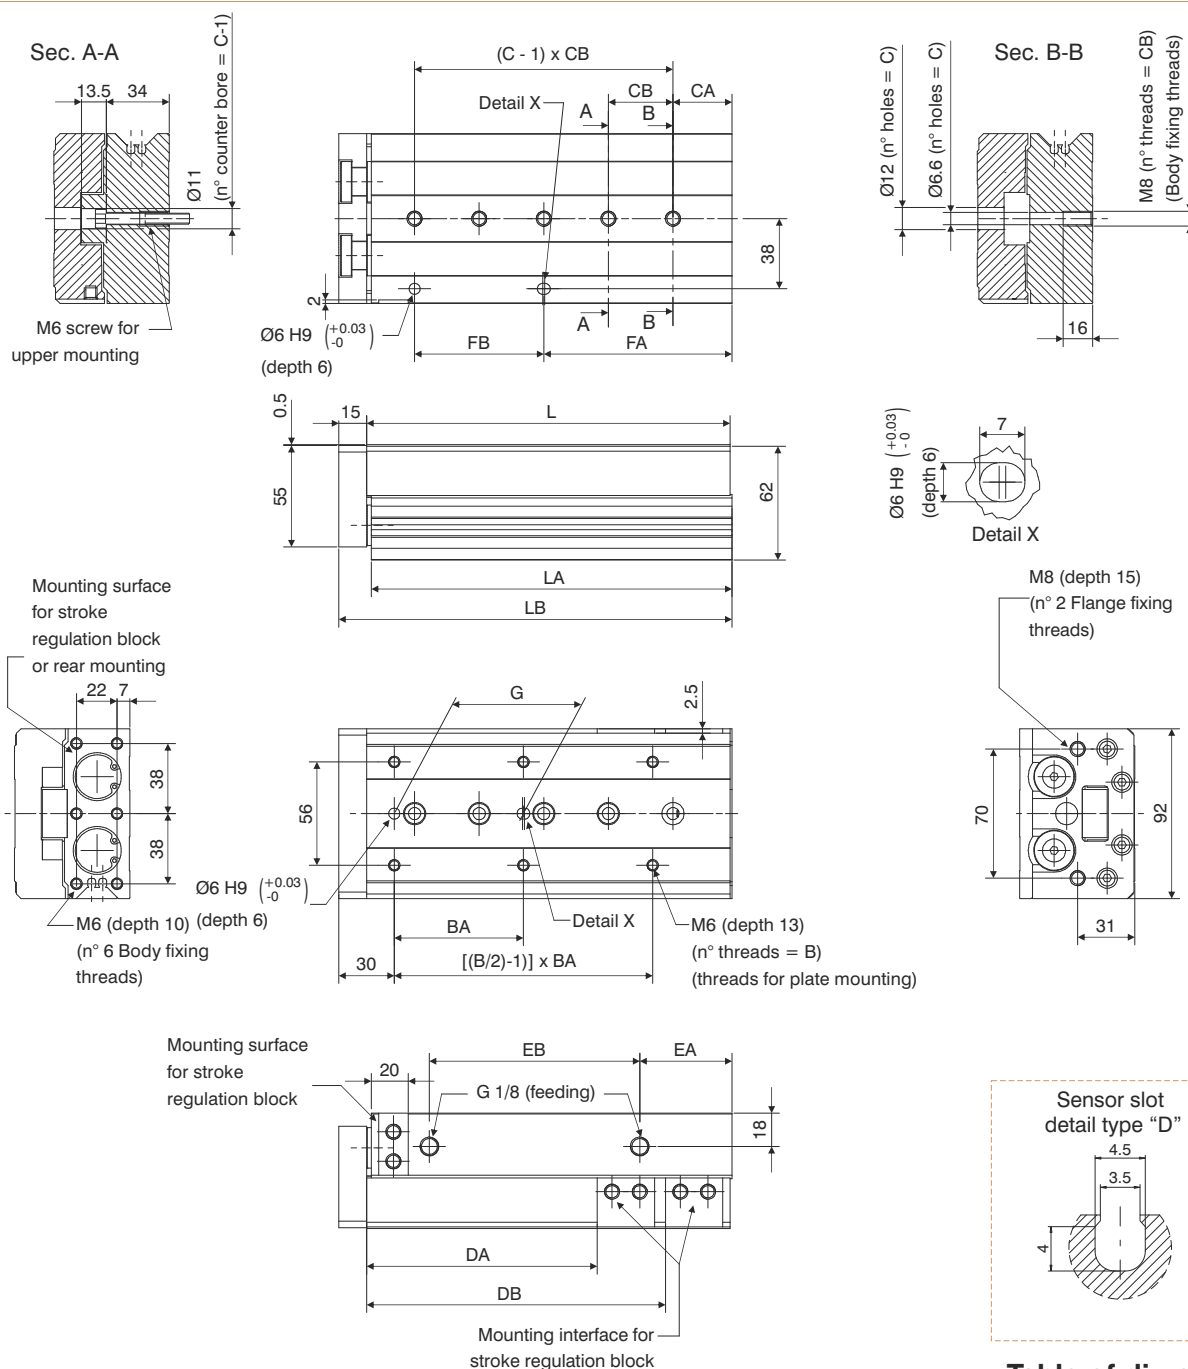 Sec. A-A
13.5
34
Ø11
(n° counter bore = C-1)
M6 screw for
upper mounting
(C - 1) x CB
Detail X
CB
CA
A
B
38
2
A
B
Ø6 H9 (+0.03 -0)
(depth 6)
FB
FA
Sec. B-B
Ø12 (n° holes = C)
Ø6.6 (n° holes = C)
M8 (n° threads = CB)
(Body fixing threads)
16
0.5
15
L
55
62
LA
LB
Ø6 H9 (+0.03 -0)
(depth 6)
7
Detail X
Mounting surface
for stroke
regulation block
or rear mounting
22
7
38
38
M6 (depth 10)
(n° 6 Body fixing
threads)
G
2.5
56
Ø6 H9 (+0.03 -0)
(depth 6)
BA
Detail X
30
[(B/2)-1)] x BA
M6 (depth 13)
(n° threads = B)
(threads for plate mounting)
M8 (depth 15)
(n° 2 Flange fixing
threads)
70
92
31
Mounting surface
for stroke
regulation block
20
EB
EA
G 1/8 (feeding)
18
DA
DB
Mounting interface for
stroke regulation block
Sensor slot
detail type “D”
4.5
3.5
4